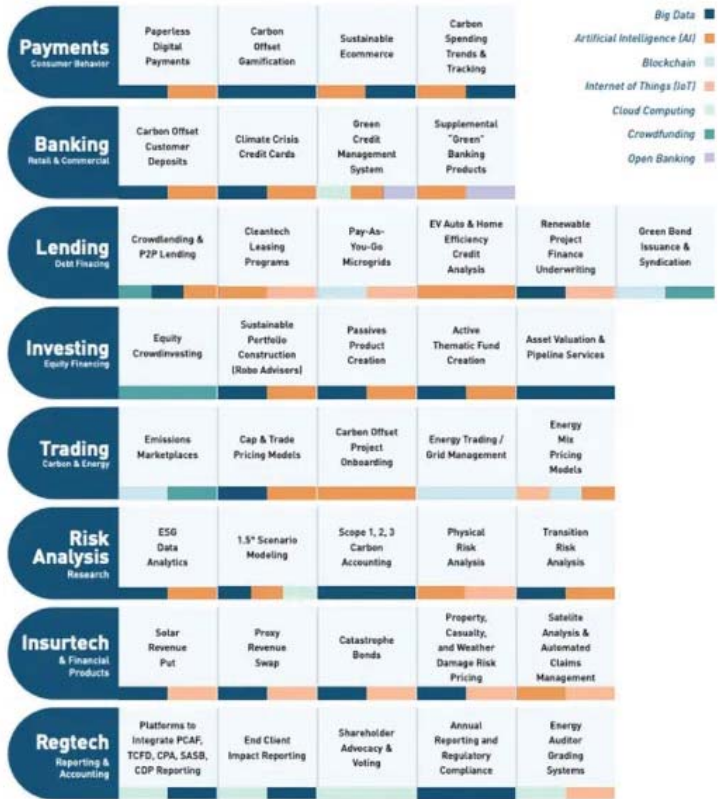 Payments
Consumer Behavior
Paperless
Digital
Payments
Carbon
Offset
Gamification
Sustainable
Ecommerce
Carbon
Spending
Trends &
Tracking
Big Data
Artificial Intelligence (AI)
Blockchain
Internet of Things (IoT)
Cloud Computing
Crowdfunding
Open Banking
Banking
Retail & Commercial
Carbon Offset
Customer
Deposits
Climate Crisis
Credit Cards
Green
Credit
Management
System
Supplemental
"Green"
Banking
Products
Lending
Debt Finacing
Crowdlending &
P2P Lending
Cleantech
Leasing
Programs
Pay-As-
You-Go
Microgrids
EV Auto & Home
Efficiency
Credit
Analysis
Renewable
Project
Finance
Underwriting
Green Bond
Issuance &
Syndication
Investing
Equity Financing
Equity
Crowdinvesting
Sustainable
Portfolio
Construction
(Robo Advisers)
Passives
Product
Creation
Active
Thematic Fund
Creation
Asset Valuation &
Pipeline Services
Trading
Carbon & Energy
Emissions
Marketplaces
Cap & Trade
Pricing Models
Carbon Offset
Project
Onboarding
Energy Trading /
Grid Management
Energy
Mix
Pricing
Models
Risk
Analysis
Research
ESG
Data
Analytics
1.5° Scenario
Modeling
Scope 1, 2, 3
Carbon
Accounting
Physical
Risk
Analysis
Transition
Risk
Analysis
Insurtech
& Financial
Products
Solar
Revenue
Put
Proxy
Revenue
Swap
Catastrophe
Bonds
Property,
Casualty,
and Weather
Damage Risk
Pricing
Satelite
Analysis &
Automated
Claims
Management
Regtech
Reporting &
Accounting
Platforms to
Integrate PCAF,
TCFD, CPA, SASB,
CDP Reporting
End Client
Impact Reporting
Shareholder
Advocacy &
Voting
Annual
Reporting and
Regulatory
Compliance
Energy
Auditor
Grading
Systems